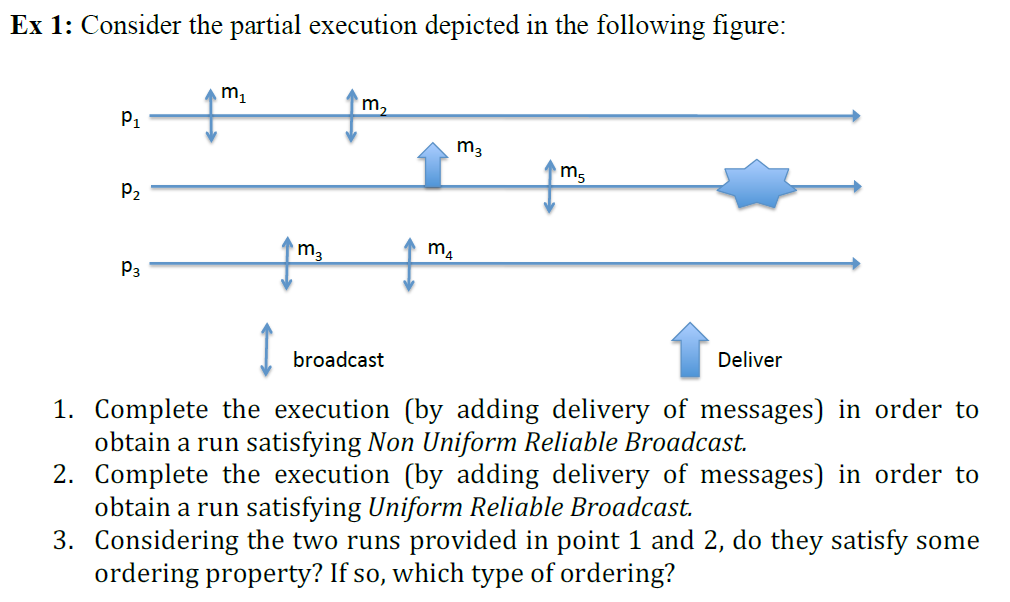 Ex 1: Consider the partial execution depicted in the following figure:
m1
m2
p1
m3
m5
p2
m3
m4
p3
broadcast
Deliver
1. Complete the execution (by adding delivery of messages) in order to
obtain a run satisfying Non Uniform Reliable Broadcast.
2. Complete the execution (by adding delivery of messages) in order to
obtain a run satisfying Uniform Reliable Broadcast.
3. Considering the two runs provided in point 1 and 2, do they satisfy some
ordering property? If so, which type of ordering?